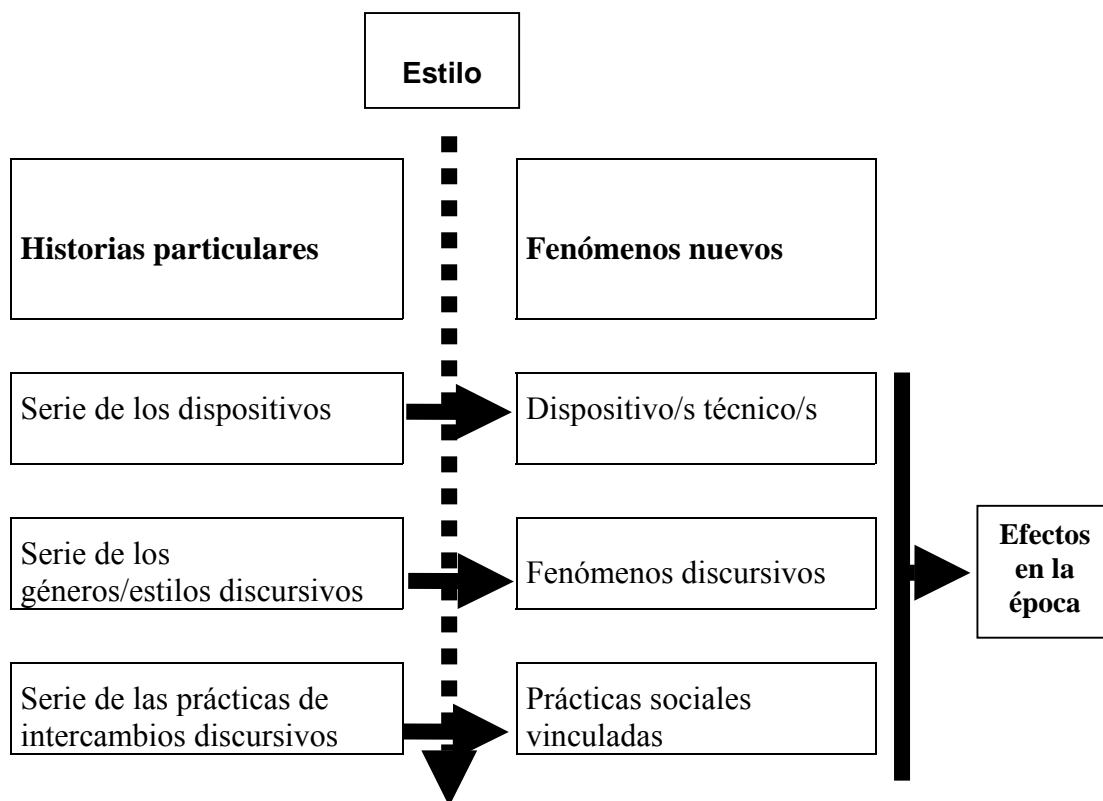 Estilo
Historias particulares
Fenómenos nuevos
Serie de los dispositivos
Dispositivo/s técnico/s
Serie de los
géneros/estilos discursivos
Fenómenos discursivos
Serie de las prácticas de
intercambios discursivos
Prácticas sociales
vinculadas
Efectos
en la
época